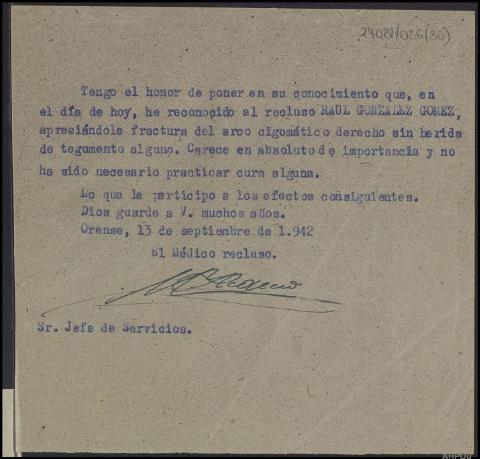 24081/026(30)
Tengo el honor de poner en su conocimiento que, en
el día de hoy, he reconocido al recluso RAUL GONZALEZ GOMEZ,
apreciándole fractura del arco cigomático derecho sin herida
de tegumento alguno. Carece en absoluto de importancia y no
ha sido necesario practicar cura alguna.
Lo que le participo a los efectos consiguientes.
Dios guarde a V. muchos años.
Orense, 13 de septiembre de 1.942
El Médico recluso.
Sr. Jefe de Servicios.